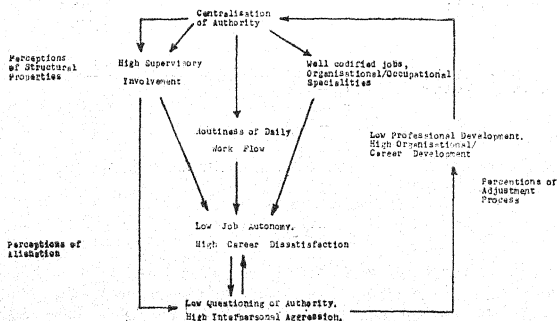 Centralisation
of Authority
Perceptions
of Structural
Properties
High Supervisory
Involvement
Well codified jobs,
Organisational/Occupational
Specialities
Routiness of Daily
Work Flow
Low Professional Development.
High Organisational/
Career Development
Perceptions of
Adjustment
Process
Low Job Autonomy.
High Career Dissatisfaction
Perceptions of
Alienation
Low Questioning of Authority.
High Interpersonal Aggression.